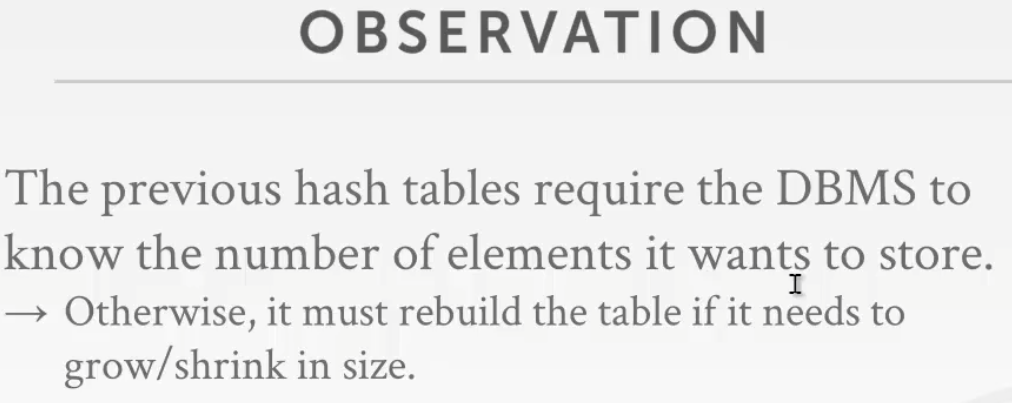 OBSERVATION
The previous hash tables require the DBMS to
know the number of elements it wants to store.
→ Otherwise, it must rebuild the table if it needs to
grow/shrink in size.